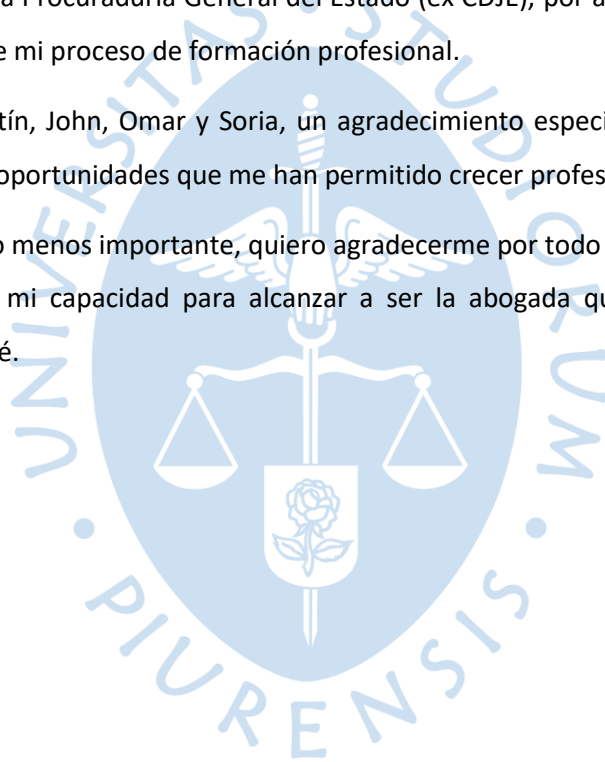 a Procuraduría General del Estado (Ex CDJE), por a
e mi proceso de formación profesional.
tín, John, Omar y Soria, un agradecimiento especi
oportunidades que me han permitido crecer profes
o menos importante, quiero agradecerme por todo
mi capacidad para alcanzar a ser la abogada qu
é.
UNIVERSITAS • STUDIORUM • PIURENSIS